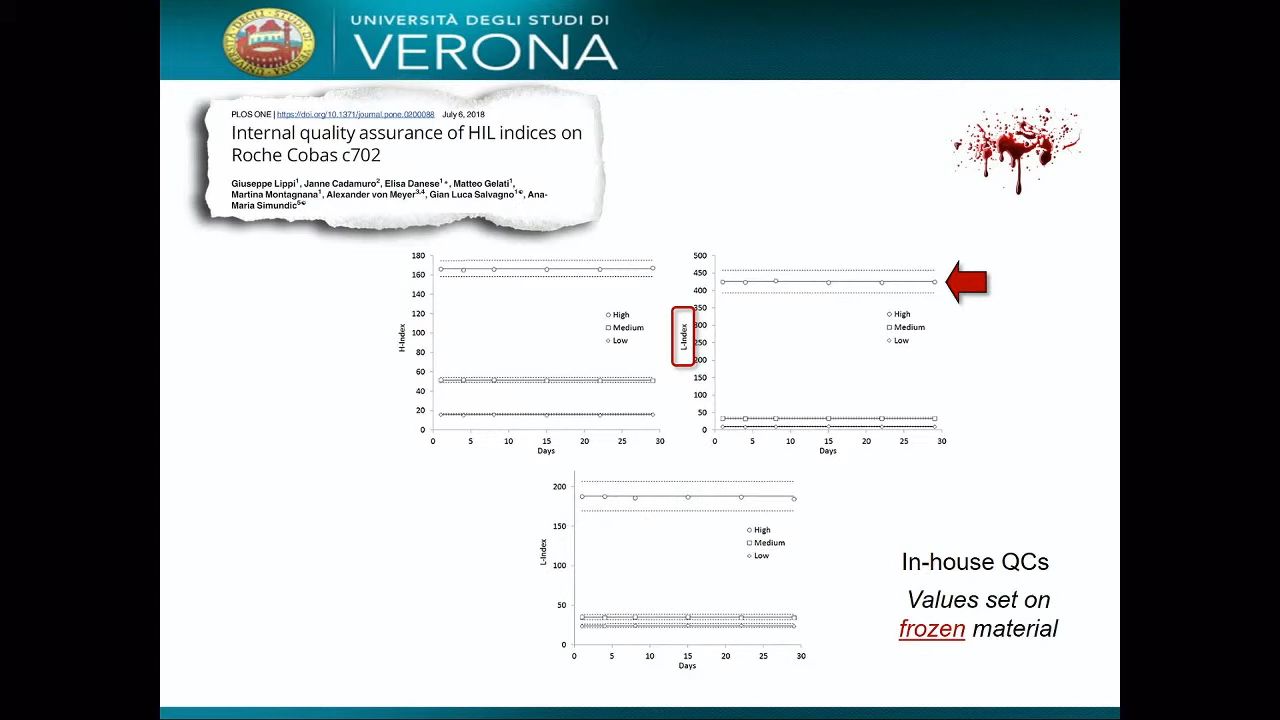 UNIVERSITÀ DEGLI STUDI DI
VERONA
PLOS ONE | https://doi.org/10.1371/journal.pone.0200088 July 6, 2018
Internal quality assurance of HIL indices on
Roche Cobas c702
Giuseppe Lippi1, Janne Cadamuro2, Elisa Danese1*, Matteo Gelati1,
Martina Montagnana1, Alexander von Meyer3,4, Gian Luca Salvagno1, Ana-
Maria Simundic5
180
160
140
120
100
80
60
40
20
0
H-Index
High
Medium
Low
0 5 10 15 20 25 30
Days
500
450
400
350
300
250
200
150
100
50
0
L-Index
High
Medium
Low
0 5 10 15 20 25 30
Days
200
150
100
50
0
L-Index
High
Medium
Low
0 5 10 15 20 25 30
Days
In-house QCs
Values set on
frozen material